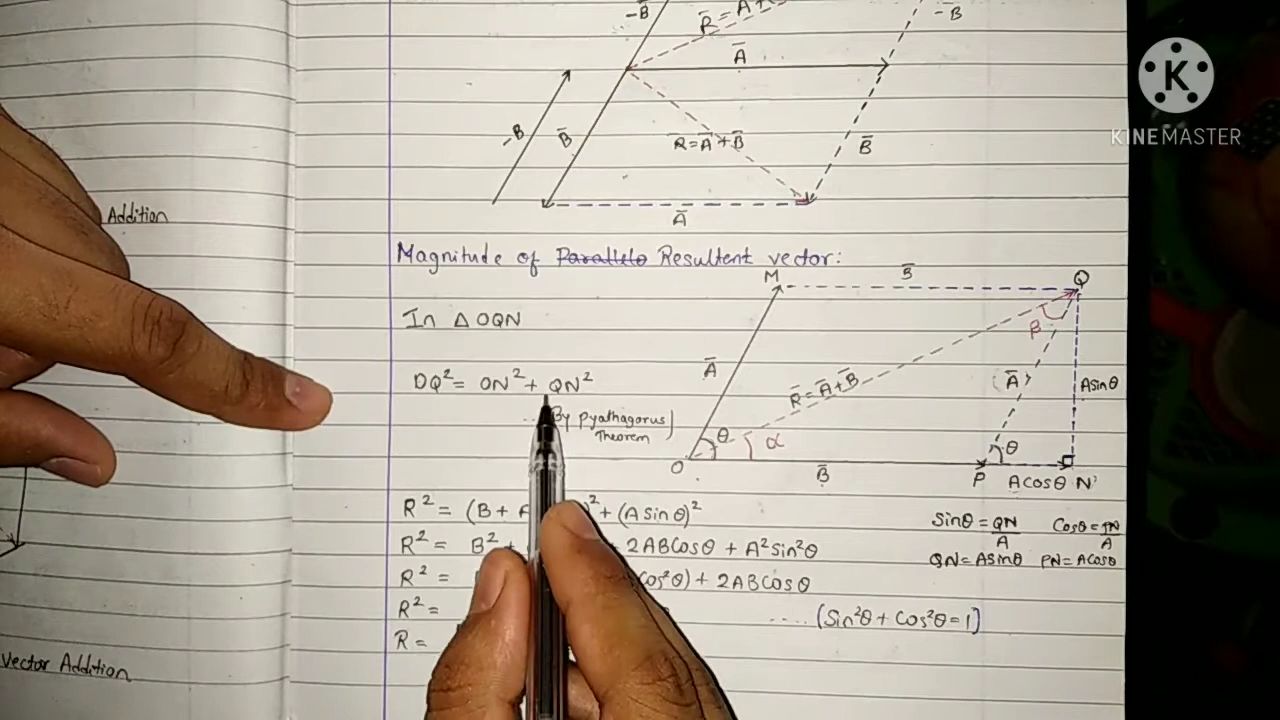 -B̅
R̅ = A̅ +
-B̅
A̅
-B
B̅
R̅ = A̅ + B̅
B̅
A̅
K
KINEMASTER
Addition
Magnitude of Parallelo Resultent vector:
M
B̅
Q
In △ OQN
β
OQ² = ON² + QN²
A̅
R̅ = A̅ + B̅
(A̅)
Asinθ
By pyathagorus)
Theorem
θ
α
θ
O
B̅
P
Acosθ
N
R² = (B + A )² + (Asinθ)²
Sinθ = QN/A
Cosθ = PN/A
R² = B² + 2ABCosθ + A²sin²θ
QN = Asinθ
PN = Acosθ
R² = cos²θ) + 2ABCosθ
R² =
.... (Sin²θ + Cos²θ = 1)
R =
Vector Addition